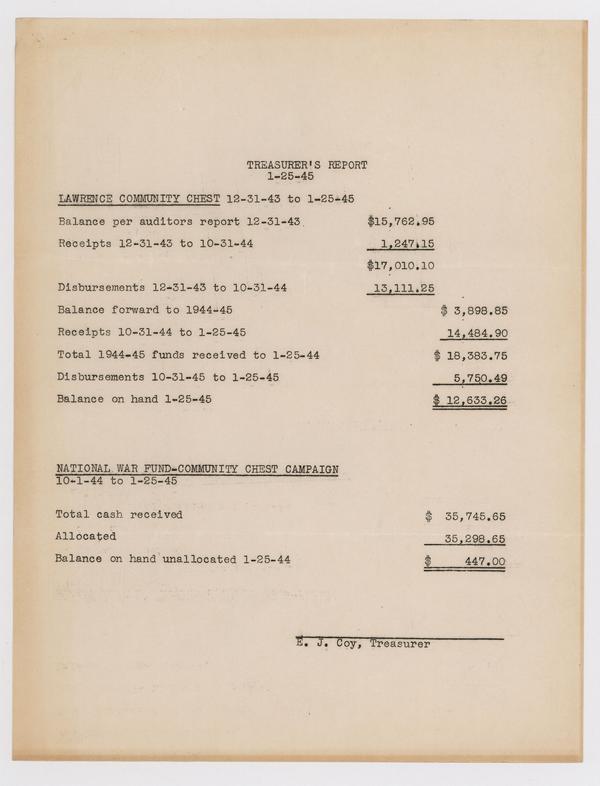 TREASURER'S REPORT
1-25-45
LAWRENCE COMMUNITY CHEST 12-31-43 to 1-25-45
Balance per auditors report 12-31-43 $15,762.95
Receipts 12-31-43 to 10-31-44 1,247.15
$17,010.10
Disbursements 12-31-43 to 10-31-44 13,111.25
Balance forward to 1944-45 $ 3,898.85
Receipts 10-31-44 to 1-25-45 14,484.90
Total 1944-45 funds received to 1-25-44 $ 18,383.75
Disbursements 10-31-45 to 1-25-45 5,750.49
Balance on hand 1-25-45 $ 12,633.26
NATIONAL WAR FUND-COMMUNITY CHEST CAMPAIGN
10-1-44 to 1-25-45
Total cash received $ 35,745.65
Allocated 35,298.65
Balance on hand unallocated 1-25-44 $ 447.00
E. J. Coy, Treasurer